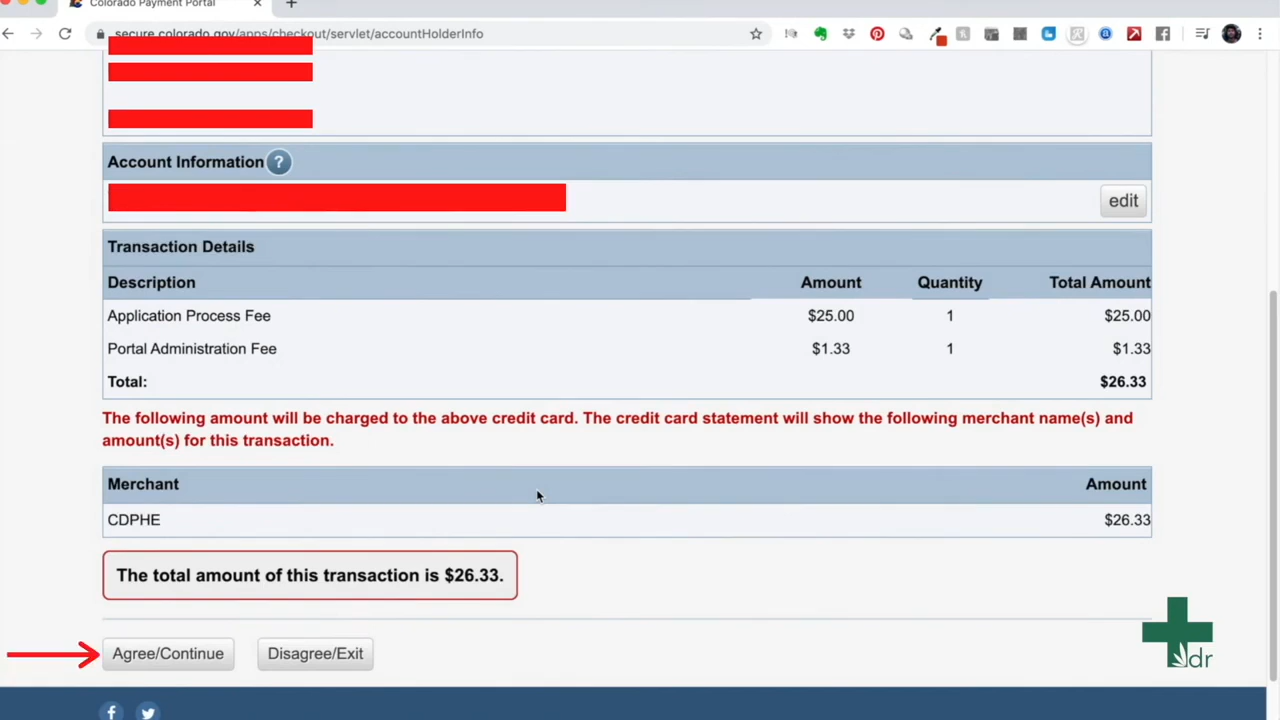 Colorado Payment Portal
secure.colorado.gov/apps/checkout/servlet/accountHolderInfo
Account Information ?
edit
Transaction Details
Description Amount Quantity Total Amount
Application Process Fee $25.00 1 $25.00
Portal Administration Fee $1.33 1 $1.33
Total: $26.33
The following amount will be charged to the above credit card. The credit card statement will show the following merchant name(s) and
amount(s) for this transaction.
Merchant Amount
CDPHE $26.33
The total amount of this transaction is $26.33.
Agree/Continue Disagree/Exit
dr